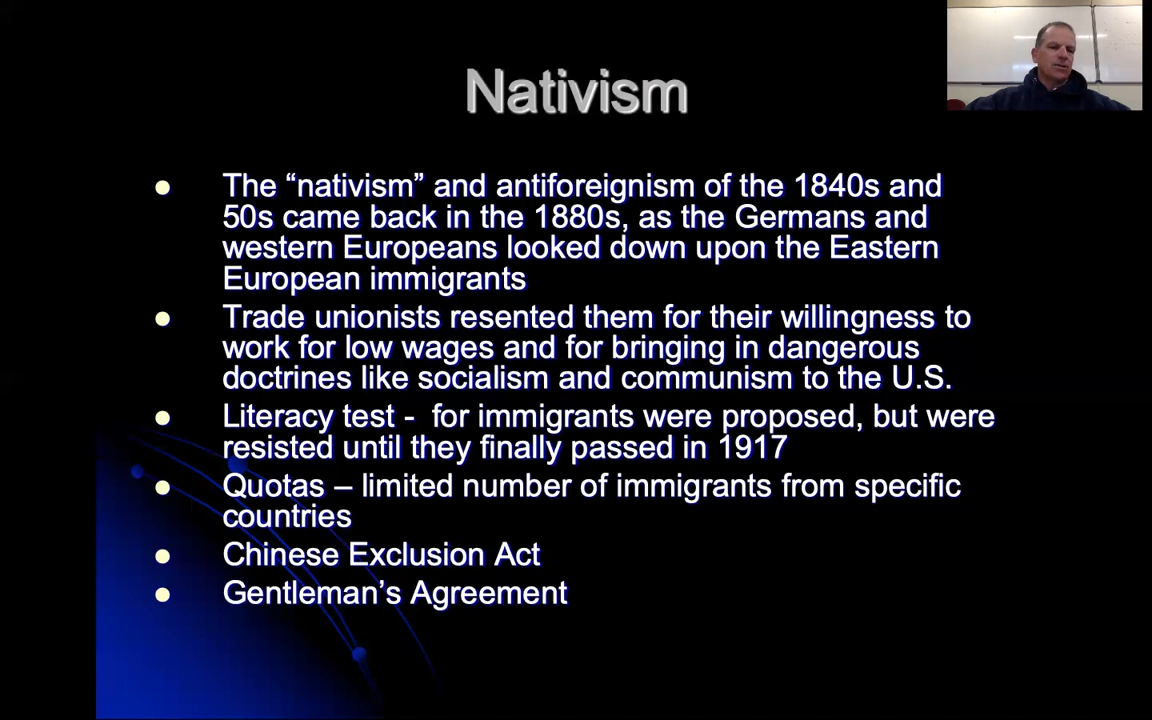 Nativism
The “nativism” and antiforeignism of the 1840s and
50s came back in the 1880s, as the Germans and
western Europeans looked down upon the Eastern
European immigrants
Trade unionists resented them for their willingness to
work for low wages and for bringing in dangerous
doctrines like socialism and communism to the U.S.
Literacy test -  for immigrants were proposed, but were
resisted until they finally passed in 1917
Quotas – limited number of immigrants from specific
countries
Chinese Exclusion Act
Gentleman’s Agreement